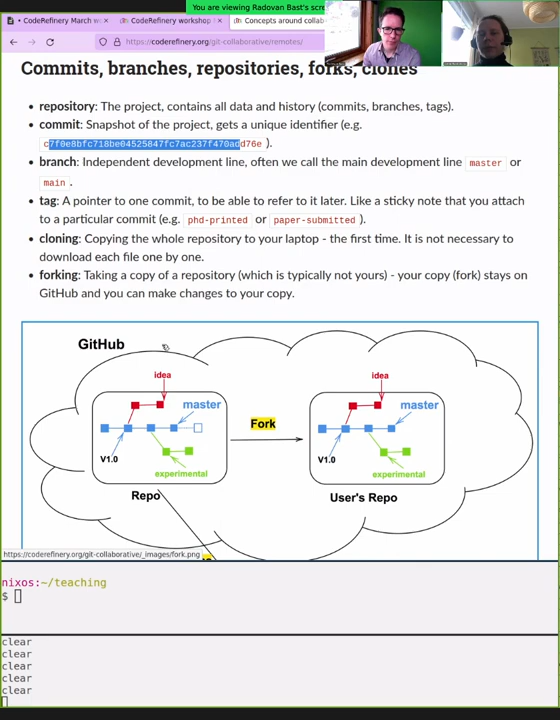 You are viewing Radovan Bast's scre
CodeRefinery March wo
CodeRefinery workshop
Concepts around collab
https://coderefinery.org/git-collaborative/remotes/
Commits, branches, repositories, forks, clones
repository: The project, contains all data and history (commits, branches, tags).
commit: Snapshot of the project, gets a unique identifier (e.g.
c7f0e8bfc718be04525847fc7ac237f470add76e ).
branch: Independent development line, often we call the main development line master or
main .
tag: A pointer to one commit, to be able to refer to it later. Like a sticky note that you attach
to a particular commit (e.g. phd-printed or paper-submitted ).
cloning: Copying the whole repository to your laptop - the first time. It is not necessary to
download each file one by one.
forking: Taking a copy of a repository (which is typically not yours) - your copy (fork) stays on
GitHub and you can make changes to your copy.
GitHub
idea
idea
master
master
Fork
V1.0
V1.0
experimental
experimental
Repo
User's Repo
https://coderefinery.org/git-collaborative/_images/fork.png
nixos:~/teaching
$
clear
clear
clear
clear
clear